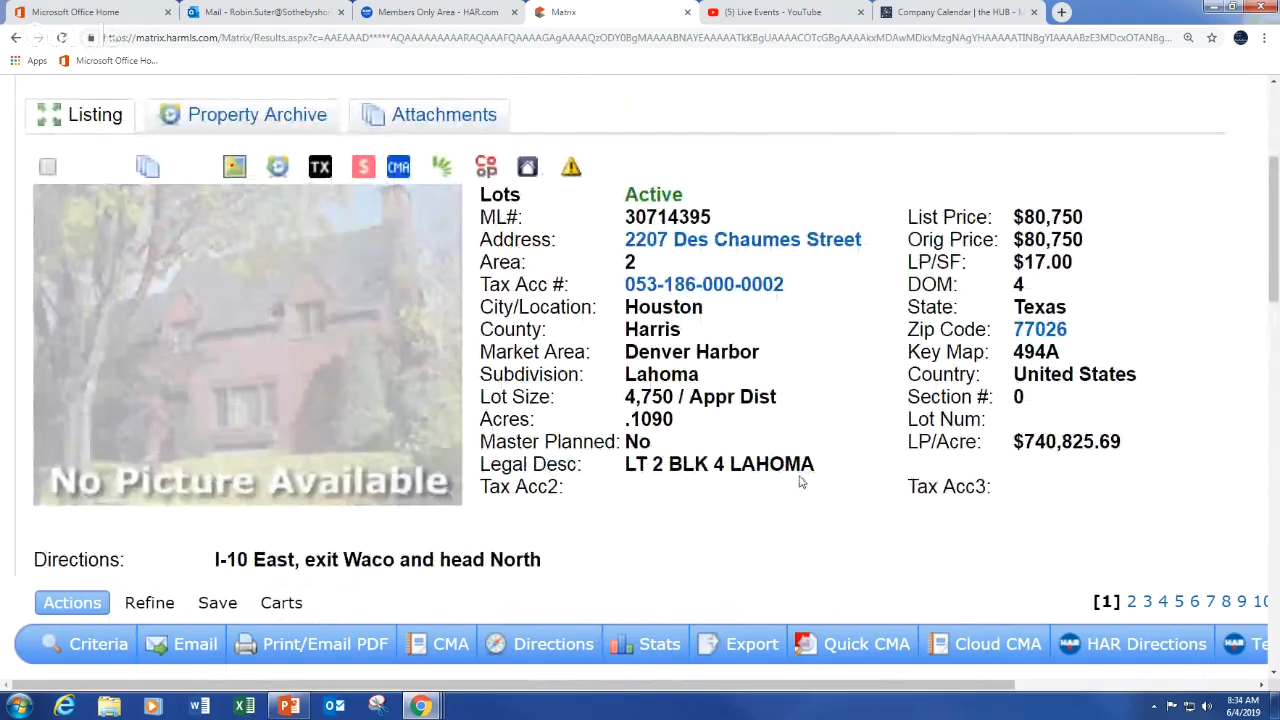 Microsoft Office Home
Mail - Robin.Suter@Sothebyshor
Members Only Area - HAR.com
Matrix
(5) Live Events - YouTube
Company Calendar | the HUB - M
Apps
Microsoft Office Ho...
Listing
Property Archive
Attachments
TX
S
CMA
Co
op
No Picture Available
Lots Active
ML#: 30714395 List Price: $80,750
Address: 2207 Des Chaumes Street Orig Price: $80,750
Area: 2 LP/SF: $17.00
Tax Acc #: 053-186-000-0002 DOM: 4
City/Location: Houston State: Texas
County: Harris Zip Code: 77026
Market Area: Denver Harbor Key Map: 494A
Subdivision: Lahoma Country: United States
Lot Size: 4,750 / Appr Dist Section #: 0
Acres: .1090 Lot Num:
Master Planned: No LP/Acre: $740,825.69
Legal Desc: LT 2 BLK 4 LAHOMA
Tax Acc2: Tax Acc3:
Directions: I-10 East, exit Waco and head North
Actions Refine Save Carts [1] 2 3 4 5 6 7 8 9 10
Criteria Email Print/Email PDF CMA Directions Stats Export Quick CMA Cloud CMA HAR HAR Directions HAR Te
8:34 AM
6/4/2019